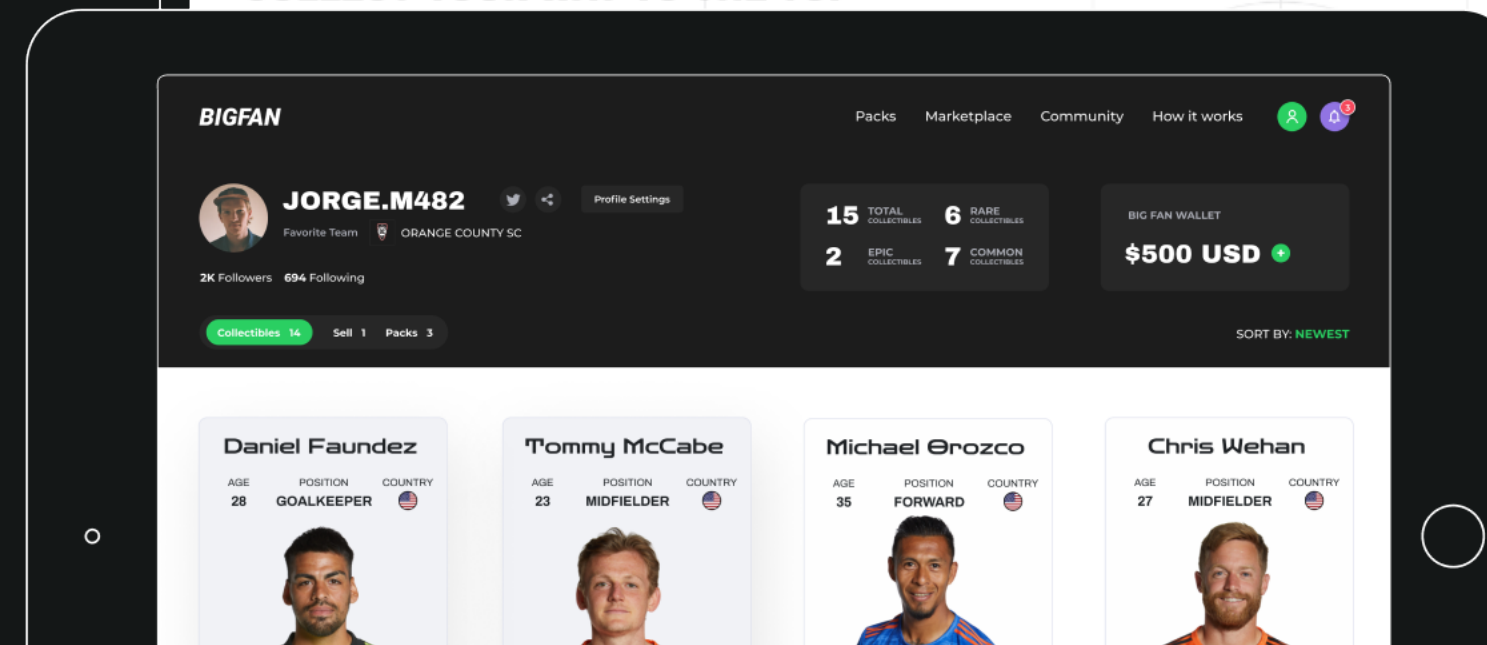 BIGFAN
Packs Marketplace Community How it works 3
JORGE.M482 Profile Settings
Favorite Team ORANGE COUNTY SC
2K Followers 694 Following
15 TOTAL COLLECTIBLES 6 RARE COLLECTIBLES
2 EPIC COLLECTIBLES 7 COMMON COLLECTIBLES
BIG FAN WALLET
$500 USD
Collectibles 14 Sell 1 Packs 3
SORT BY: NEWEST
Daniel Faundez
AGE POSITION COUNTRY
28 GOALKEEPER
Tommy McCabe
AGE POSITION COUNTRY
23 MIDFIELDER
Michael Orozco
AGE POSITION COUNTRY
35 FORWARD
Chris Wehan
AGE POSITION COUNTRY
27 MIDFIELDER